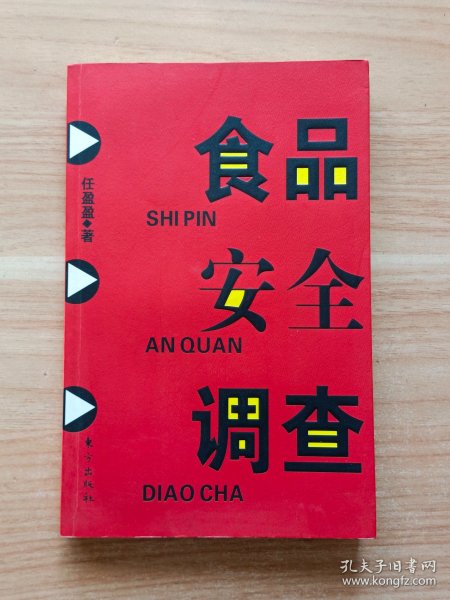 食品
SHI PIN
安全
AN QUAN
调查
DIAO CHA
任盈盈◆著
东方出版社
孔夫子旧书网
www.kongfz.com